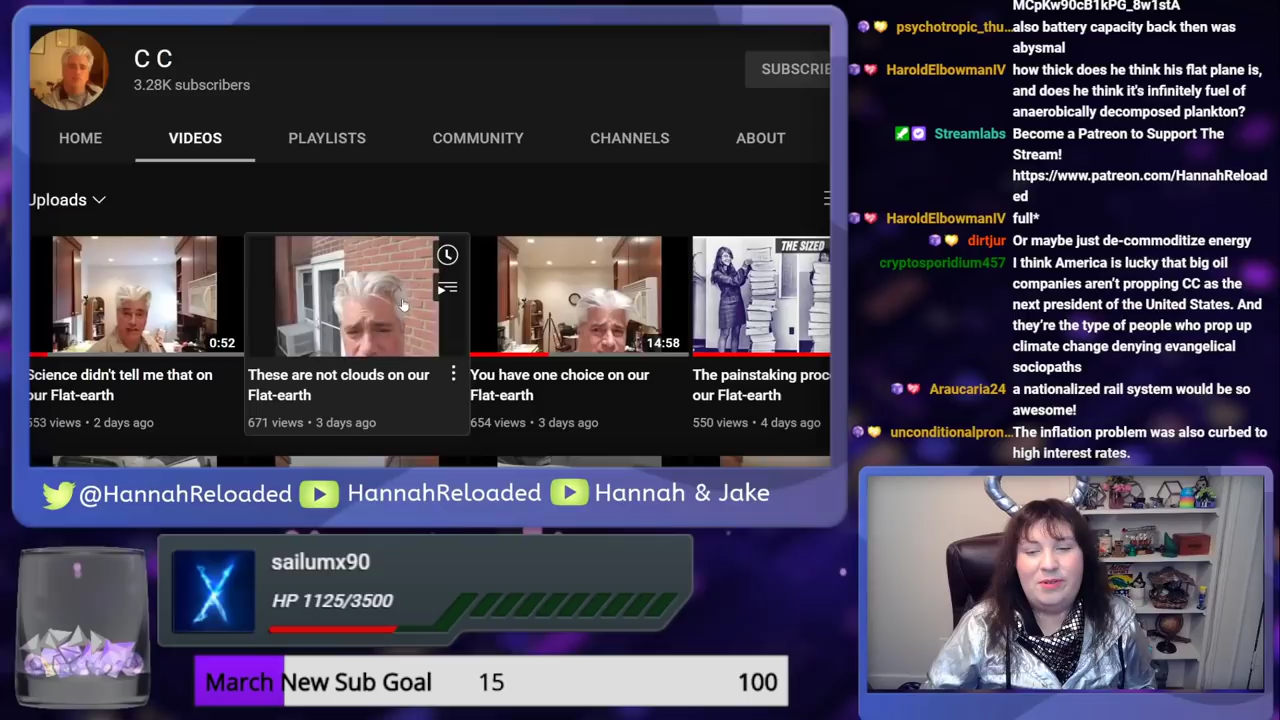 C C
3.28K subscribers
SUBSCRIE
HOME
VIDEOS
PLAYLISTS
COMMUNITY
CHANNELS
ABOUT
Uploads
0:52
14:58
THE SIZED
Science didn't tell me that on
our Flat-earth
553 views • 2 days ago
These are not clouds on our
Flat-earth
671 views • 3 days ago
You have one choice on our
Flat-earth
654 views • 3 days ago
The painstaking proc
our Flat-earth
550 views • 4 days ago
@HannahReloaded
HannahReloaded
Hannah & Jake
sailumx90
HP 1125/3500
March New Sub Goal
15
100
MCpKw90cB1kPG_8w1stA
psychotropic_thu... also battery capacity back then was
abysmal
HaroldElbowmanIV how thick does he think his flat plane is,
and does he think it's infinitely fuel of
anaerobically decomposed plankton?
Streamlabs Become a Patreon to Support The
Stream!
https://www.patreon.com/HannahReload
ed
HaroldElbowmanIV full*
dirtjur Or maybe just de-commoditize energy
cryptosporidium457 I think America is lucky that big oil
companies aren't propping CC as the
next president of the United States. And
they're the type of people who prop up
climate change denying evangelical
sociopaths
Araucaria24 a nationalized rail system would be so
awesome!
unconditionalpron... The inflation problem was also curbed to
high interest rates.